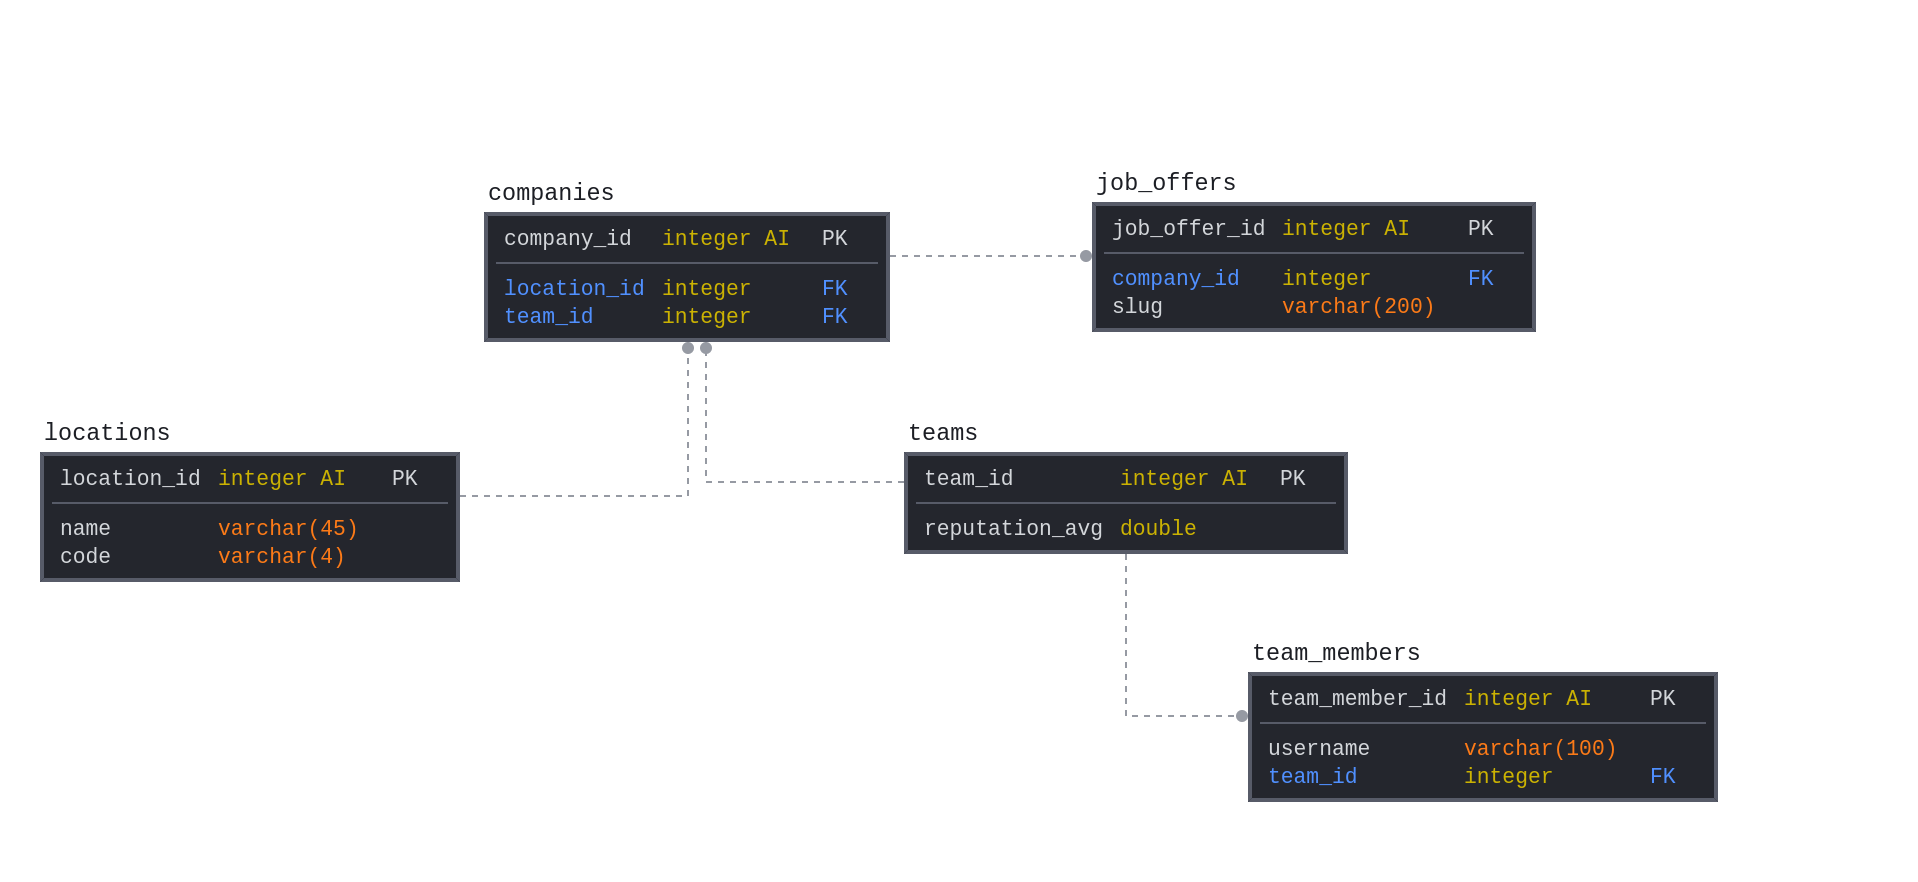 companies
company_id integer AI PK
location_id integer FK
team_id integer FK
job_offers
job_offer_id integer AI PK
company_id integer FK
slug varchar(200)
locations
location_id integer AI PK
name varchar(45)
code varchar(4)
teams
team_id integer AI PK
reputation_avg double
team_members
team_member_id integer AI PK
username varchar(100)
team_id integer FK